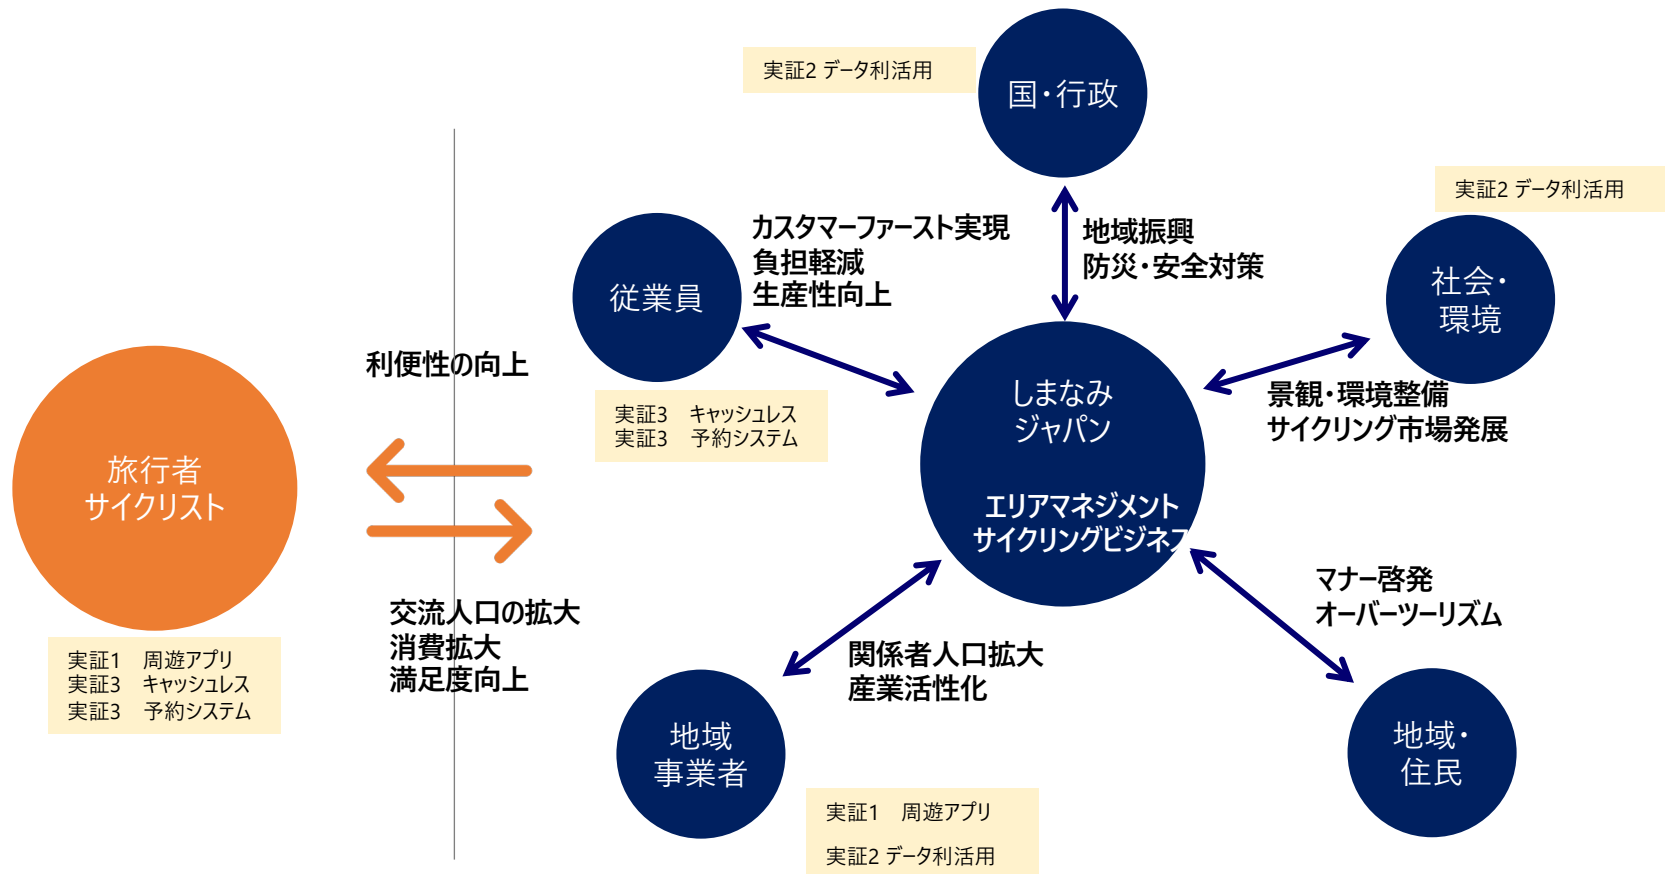 実証2 データ利活用
国・行政
実証2 データ利活用
カスタマーファースト実現
負担軽減
生産性向上
地域振興
防災・安全対策
従業員
社会・
環境
利便性の向上
しまなみ
ジャパン
エリアマネジメント
サイクリングビジネス
景観・環境整備
サイクリング市場発展
実証3　キャッシュレス
実証3　予約システム
旅行者
サイクリスト
マナー啓発
オーバーツーリズム
交流人口の拡大
消費拡大
満足度向上
関係者人口拡大
産業活性化
実証1　周遊アプリ
実証3　キャッシュレス
実証3　予約システム
地域
事業者
地域・
住民
実証1　周遊アプリ
実証2 データ利活用